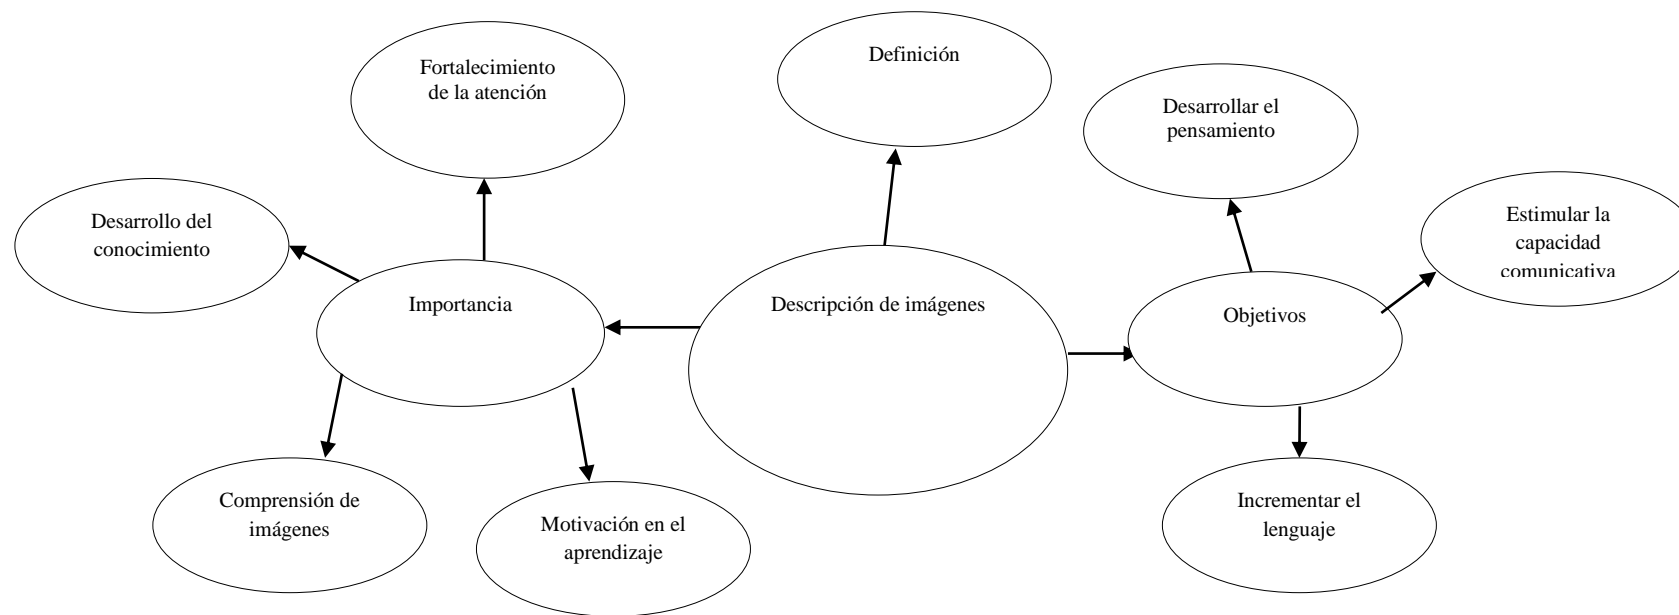 Definición
Fortalecimiento
de la atención
Desarrollar el
pensamiento
Desarrollo del
conocimiento
Estimular la
capacidad
comunicativa
Importancia
Descripción de imágenes
Objetivos
Comprensión de
imágenes
Motivación en el
aprendizaje
Incrementar el
lenguaje